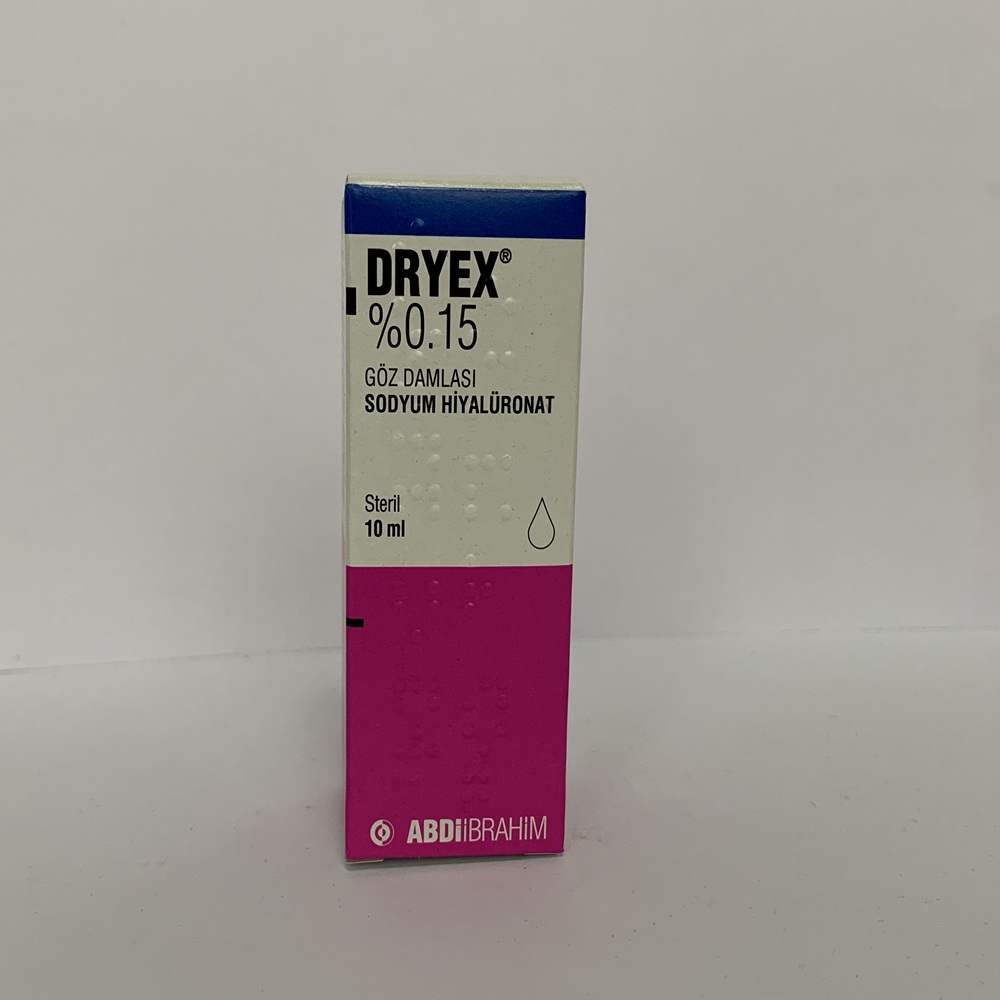 DRYEX®
%0.15
GÖZ DAMLASI
SODYUM HİYALÜRONAT
Steril
10 ml
ABDİİBRAHİM